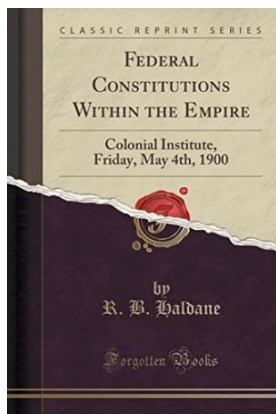 CLASSIC REPRINT SERIES
FEDERAL
CONSTITUTIONS
WITHIN THE EMPIRE
Colonial Institute,
Friday, May 4th, 1900
by
R. B. Haldane
Forgotten Books